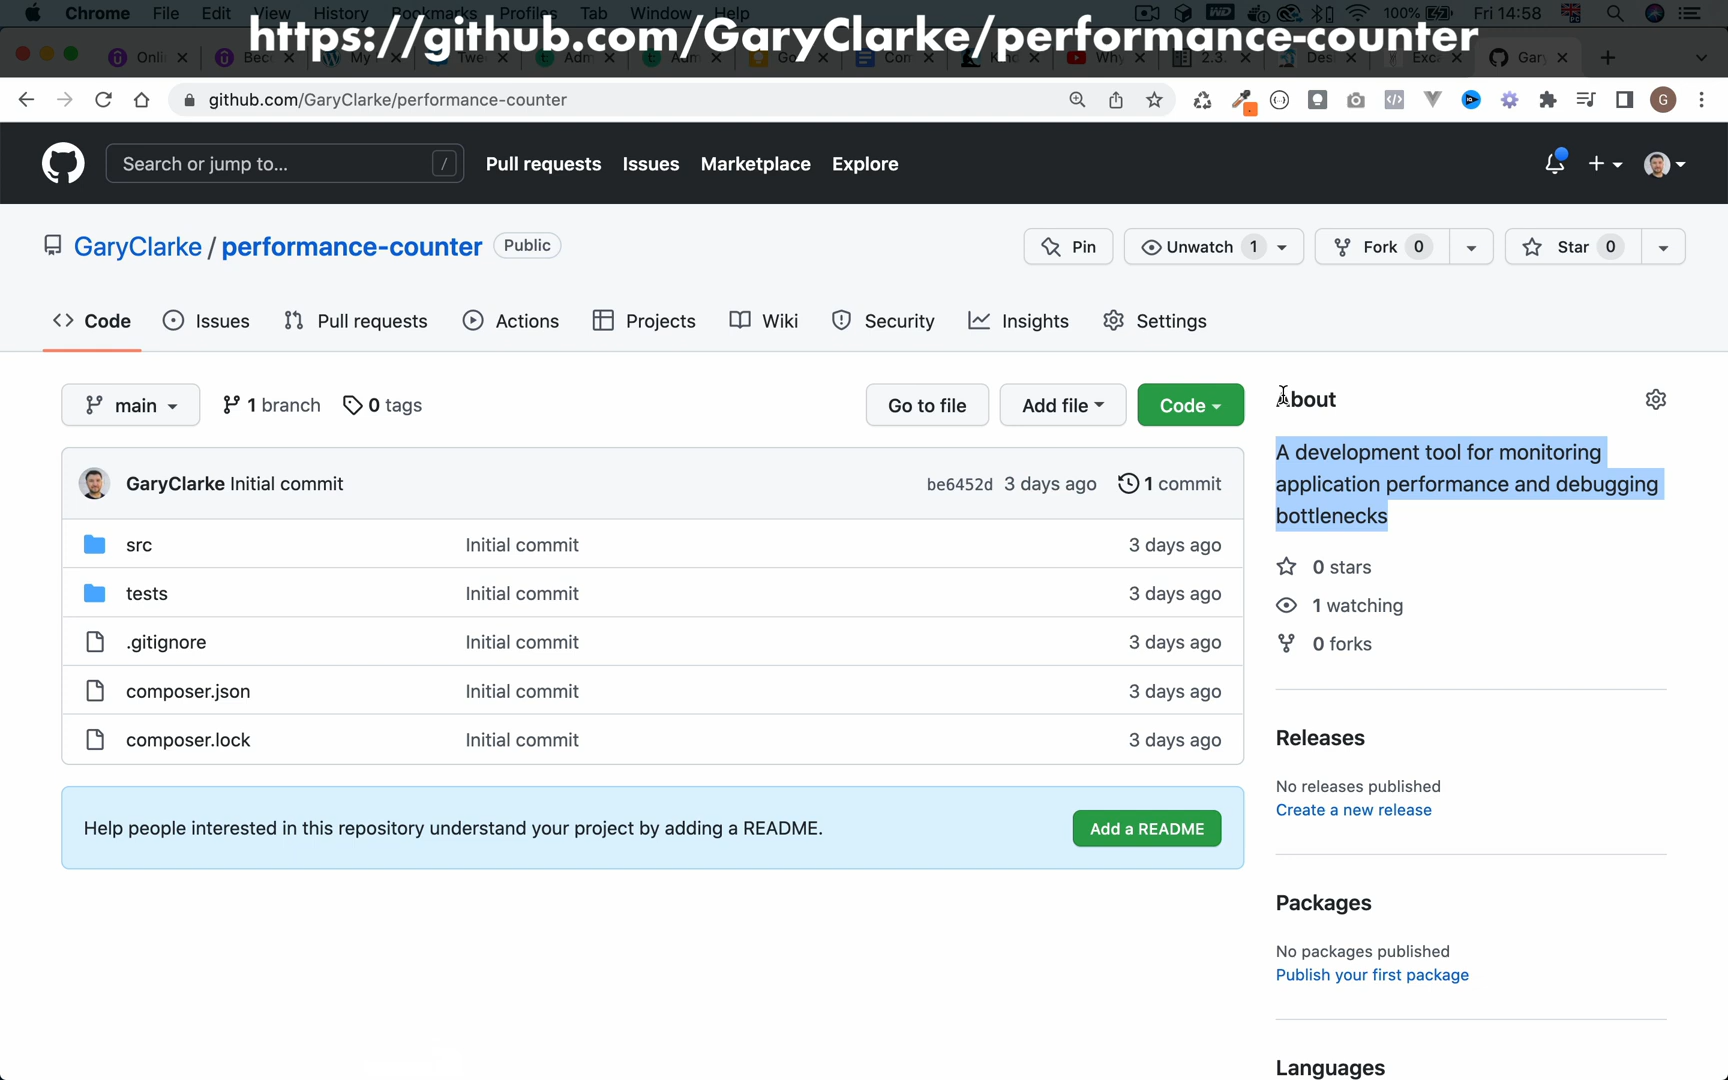 Chrome File Edit View History Bookmarks Profiles Tab Window Help 100% Fri 14:58
https://github.com/GaryClarke/performance-counter
github.com/GaryClarke/performance-counter G
Search or jump to... / Pull requests Issues Marketplace Explore
GaryClarke / performance-counter Public Pin Unwatch 1 Fork 0 Star 0
Code Issues Pull requests Actions Projects Wiki Security Insights Settings
main 1 branch 0 tags Go to file Add file Code
GaryClarke Initial commit be6452d 3 days ago 1 commit
src Initial commit 3 days ago
tests Initial commit 3 days ago
.gitignore Initial commit 3 days ago
composer.json Initial commit 3 days ago
composer.lock Initial commit 3 days ago
Help people interested in this repository understand your project by adding a README. Add a README
About
A development tool for monitoring
application performance and debugging
bottlenecks
0 stars
1 watching
0 forks
Releases
No releases published
Create a new release
Packages
No packages published
Publish your first package
Languages